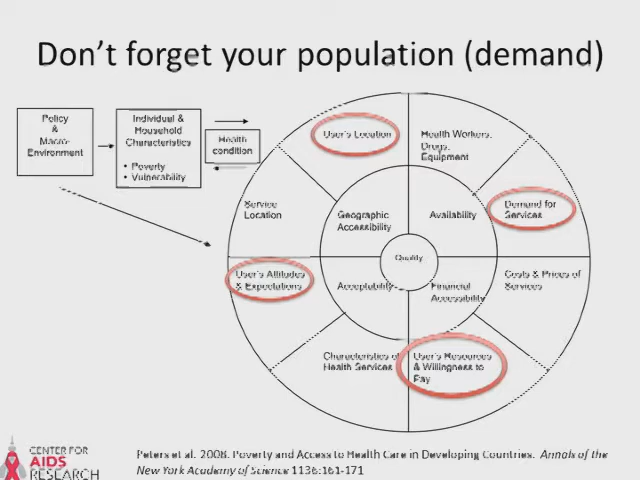 Don't forget your population (demand)
Policy
&
Macro-
Environment
Individual &
Household
Characteristics
• Poverty
• Vulnerability
Health
condition
User's Location
Health Workers,
Drugs,
Equipment
Service
Location
Geographic
Accessibility
Availability
Demand for
Services
Quality
User's Attitudes
& Expectations
Acceptability
Financial
Accessibility
Costs & Prices of
Services
Characteristics of
Health Services
User's Resources
& Willingness to
Pay
CENTER FOR
AIDS
RESEARCH
Peters et al. 2008. Poverty and Access to Health Care in Developing Countries. Annals of the
New York Academy of Science 1136:161-171